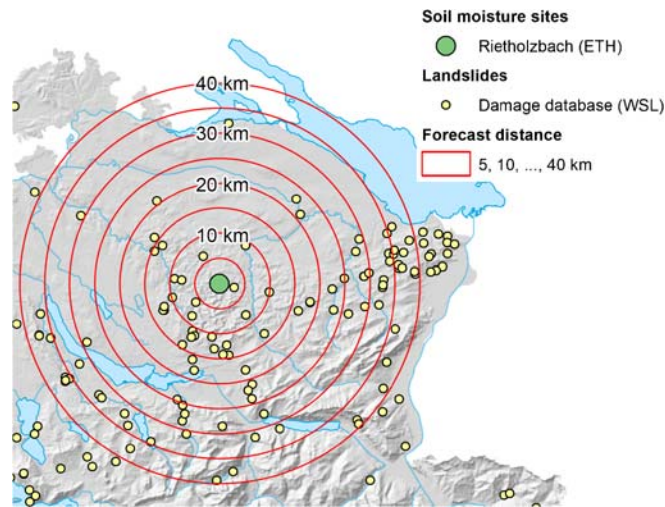 Soil moisture sites
Rietholzbach (ETH)
Landslides
Damage database (WSL)
Forecast distance
5, 10, ..., 40 km
40 km
30 km
20 km
10 km